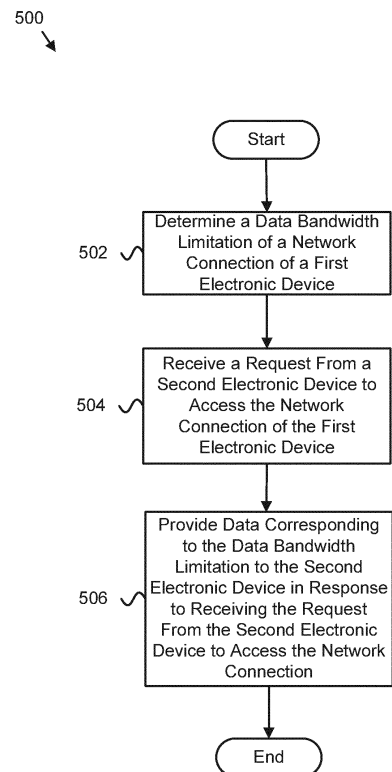 500
Start
502
Determine a Data Bandwidth
Limitation of a Network
Connection of a First
Electronic Device
504
Receive a Request From a
Second Electronic Device to
Access the Network
Connection of the First
Electronic Device
506
Provide Data Corresponding
to the Data Bandwidth
Limitation to the Second
Electronic Device in Response
to Receiving the Request
From the Second Electronic
Device to Access the Network
Connection
End